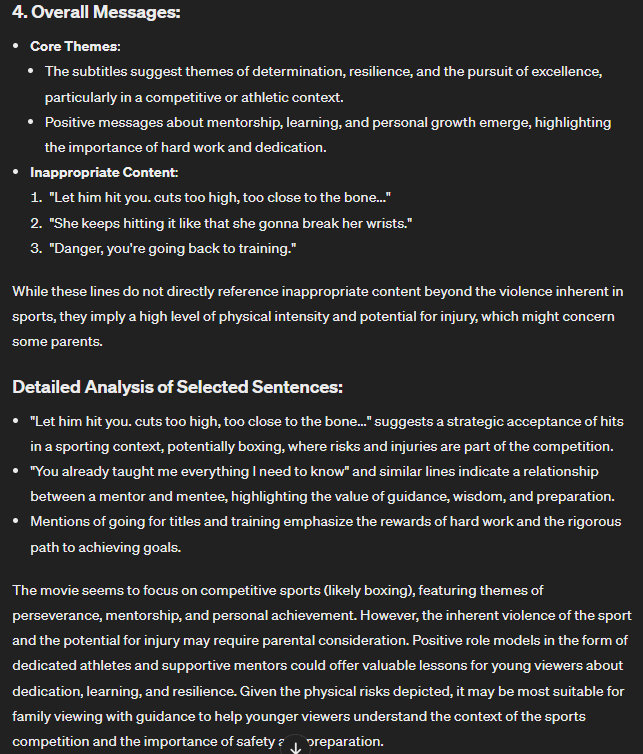 4. Overall Messages:
• Core Themes:
• The subtitles suggest themes of determination, resilience, and the pursuit of excellence,
particularly in a competitive or athletic context.
• Positive messages about mentorship, learning, and personal growth emerge, highlighting
the importance of hard work and dedication.
• Inappropriate Content:
1. "Let him hit you. cuts too high, too close to the bone..."
2. "She keeps hitting it like that she gonna break her wrists."
3. "Danger, you're going back to training."
While these lines do not directly reference inappropriate content beyond the violence inherent in
sports, they imply a high level of physical intensity and potential for injury, which might concern
some parents.
Detailed Analysis of Selected Sentences:
• "Let him hit you. cuts too high, too close to the bone..." suggests a strategic acceptance of hits
in a sporting context, potentially boxing, where risks and injuries are part of the competition.
• "You already taught me everything I need to know" and similar lines indicate a relationship
between a mentor and mentee, highlighting the value of guidance, wisdom, and preparation.
• Mentions of going for titles and training emphasize the rewards of hard work and the rigorous
path to achieving goals.
The movie seems to focus on competitive sports (likely boxing), featuring themes of
perseverance, mentorship, and personal achievement. However, the inherent violence of the sport
and the potential for injury may require parental consideration. Positive role models in the form of
dedicated athletes and supportive mentors could offer valuable lessons for young viewers about
dedication, learning, and resilience. Given the physical risks depicted, it may be most suitable for
family viewing with guidance to help younger viewers understand the context of the sports
competition and the importance of safety preparation.